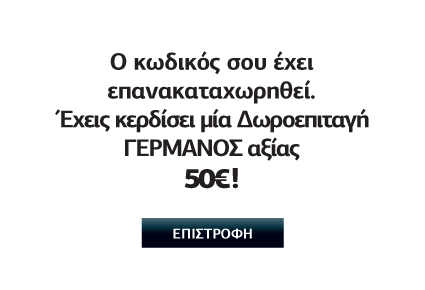 Ο κωδικός σου έχει
επανακαταχωρηθεί.
Έχεις κερδίσει μία Δωροεπιταγή
ΓΕΡΜΑΝΟΣ αξίας
50€!
ΕΠΙΣΤΡΟΦΗ